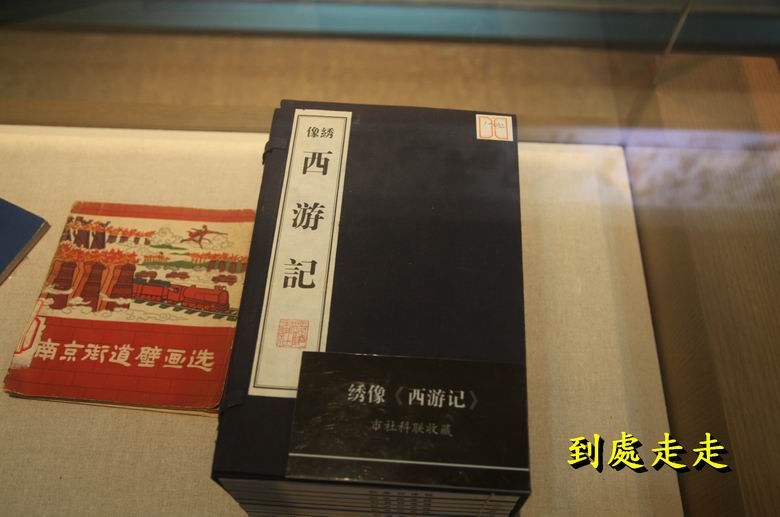 绣像
西游記
南京街道壁画选
绣像《西游记》
市社科联收藏
到處走走